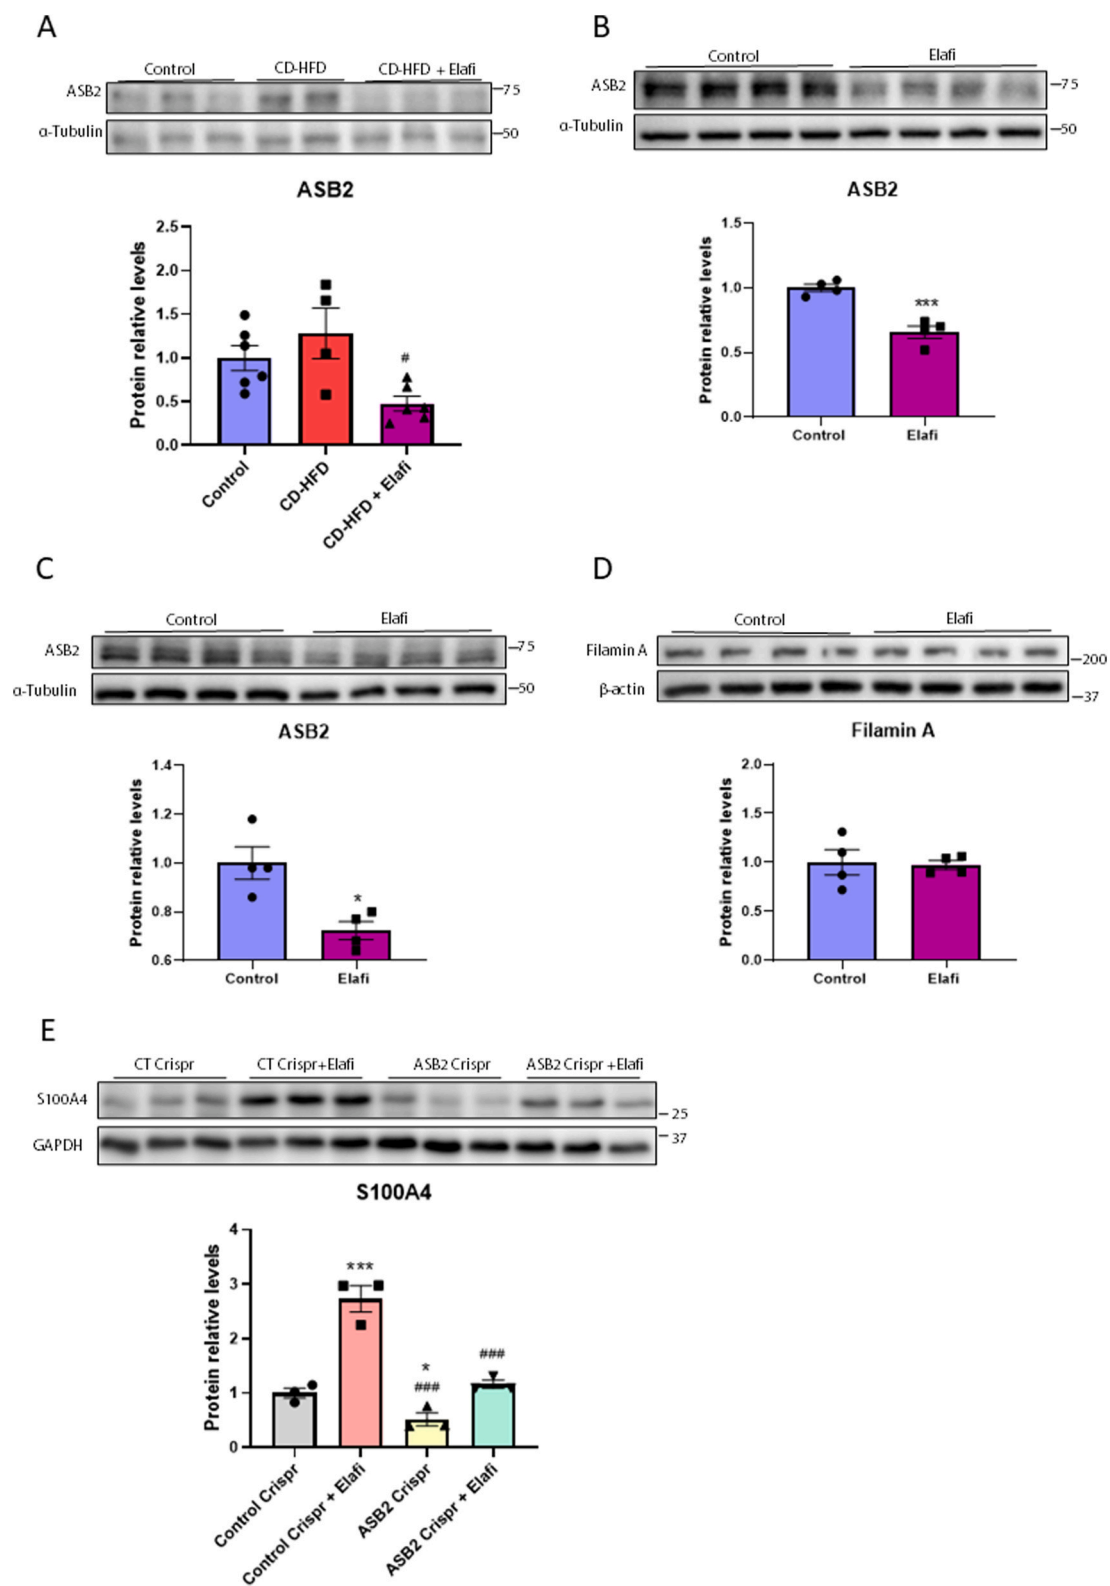 A
Control CD-HFD CD-HFD + Elafi
ASB2 75
α-Tubulin 50
ASB2
Protein relative levels
2.5
2.0
1.5
1.0
0.5
0.0
#
Control CD-HFD CD-HFD + Elafi
B
Control Elafi
ASB2 75
α-Tubulin 50
ASB2
Protein relative levels
1.5
1.0
0.5
0.0
***
Control Elafi
C
Control Elafi
ASB2 75
α-Tubulin 50
ASB2
Protein relative levels
1.4
1.2
1.0
0.8
0.6
*
Control Elafi
D
Control Elafi
Filamin A 200
β-actin 37
Filamin A
Protein relative levels
2.0
1.5
1.0
0.5
0.0
Control Elafi
E
CT Crispr CT Crispr+Elafi ASB2 Crispr ASB2 Crispr +Elafi
S100A4 25
GAPDH 37
S100A4
Protein relative levels
4
3
2
1
0
***
*
###
###
Control Crispr Control Crispr + Elafi ASB2 Crispr ASB2 Crispr + Elafi